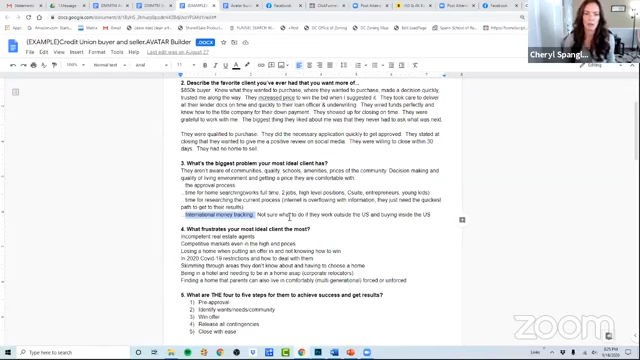 (EXAMPLE)Credit Union buyer and seller.AVATAR Builder
DOCX
docs.google.com/document/d/
Facebook
Post Attendee
Cheryl Spangl...
Last edit was on August 27
Editing
2. Describe the favorite client you've ever had that you want more of...
$850k buyer. Knew what they wanted to purchase, where they wanted to purchase, made a decision quickly,
trusted me along the way. They increased price to win the bid when I suggested it. They took care to deliver
all their lender docs on time and quickly to their loan officer & underwriting. They wired funds perfectly and
knew how to the title company for their down payment. They showed up for closing on time. They were
grateful to work with me. The biggest thing they liked about me was that they never had to ask what was next.
They were qualified to purchase. They did the necessary application quickly to get approved. They stated at
closing that they wanted to give me a positive review on social media. They were willing to close within 30
days. They had no home to sell.
3. What's the biggest problem your most ideal client has?
They aren't aware of communities, quality, schools, amenities, prices of the community. Decision making and
quality of living environment and getting a price they are comfortable with
... the approval process
... time for home searching(works full time, 2 jobs, high level positions, Csuite, entrepreneurs, young kids)
... time for researching the current process (internet is overflowing with information, they just need the quickest
path to get to their results)
... International money tracking. Not sure what to do if they work outside the US and buying inside the US
4. What frustrates your most ideal client the most?
Incompetent real estate agents
Competitive markets even in the high end prices
Losing a home when putting an offer in and not knowing how to win
In 2020 Covid-19 restrictions and how to deal with them
Skimming through areas they don't know about and having to choose a home
Being in a hotel and needing to be in a home asap (corporate relocators)
Finding a home that parents can also live in comfortably (multi generational) forced or unforced
5. What are THE four to five steps for them to achieve success and get results?
1) Pre approval
2) Identify wants/needs/community
3) Win offer
4) Release all contingencies
5) Close with ease
Type here to search
zoom